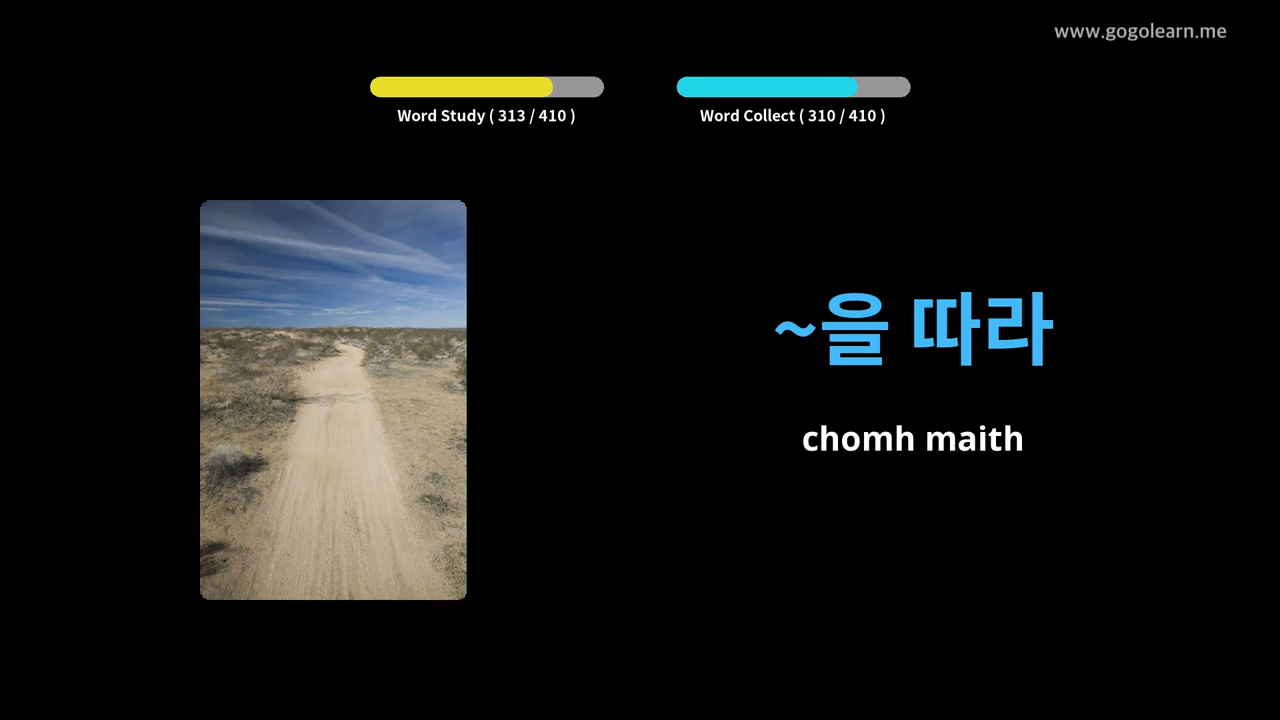 www.gogolearn.me
Word Study ( 313 / 410 )
Word Collect ( 310 / 410 )
~을 따라
chomh maith